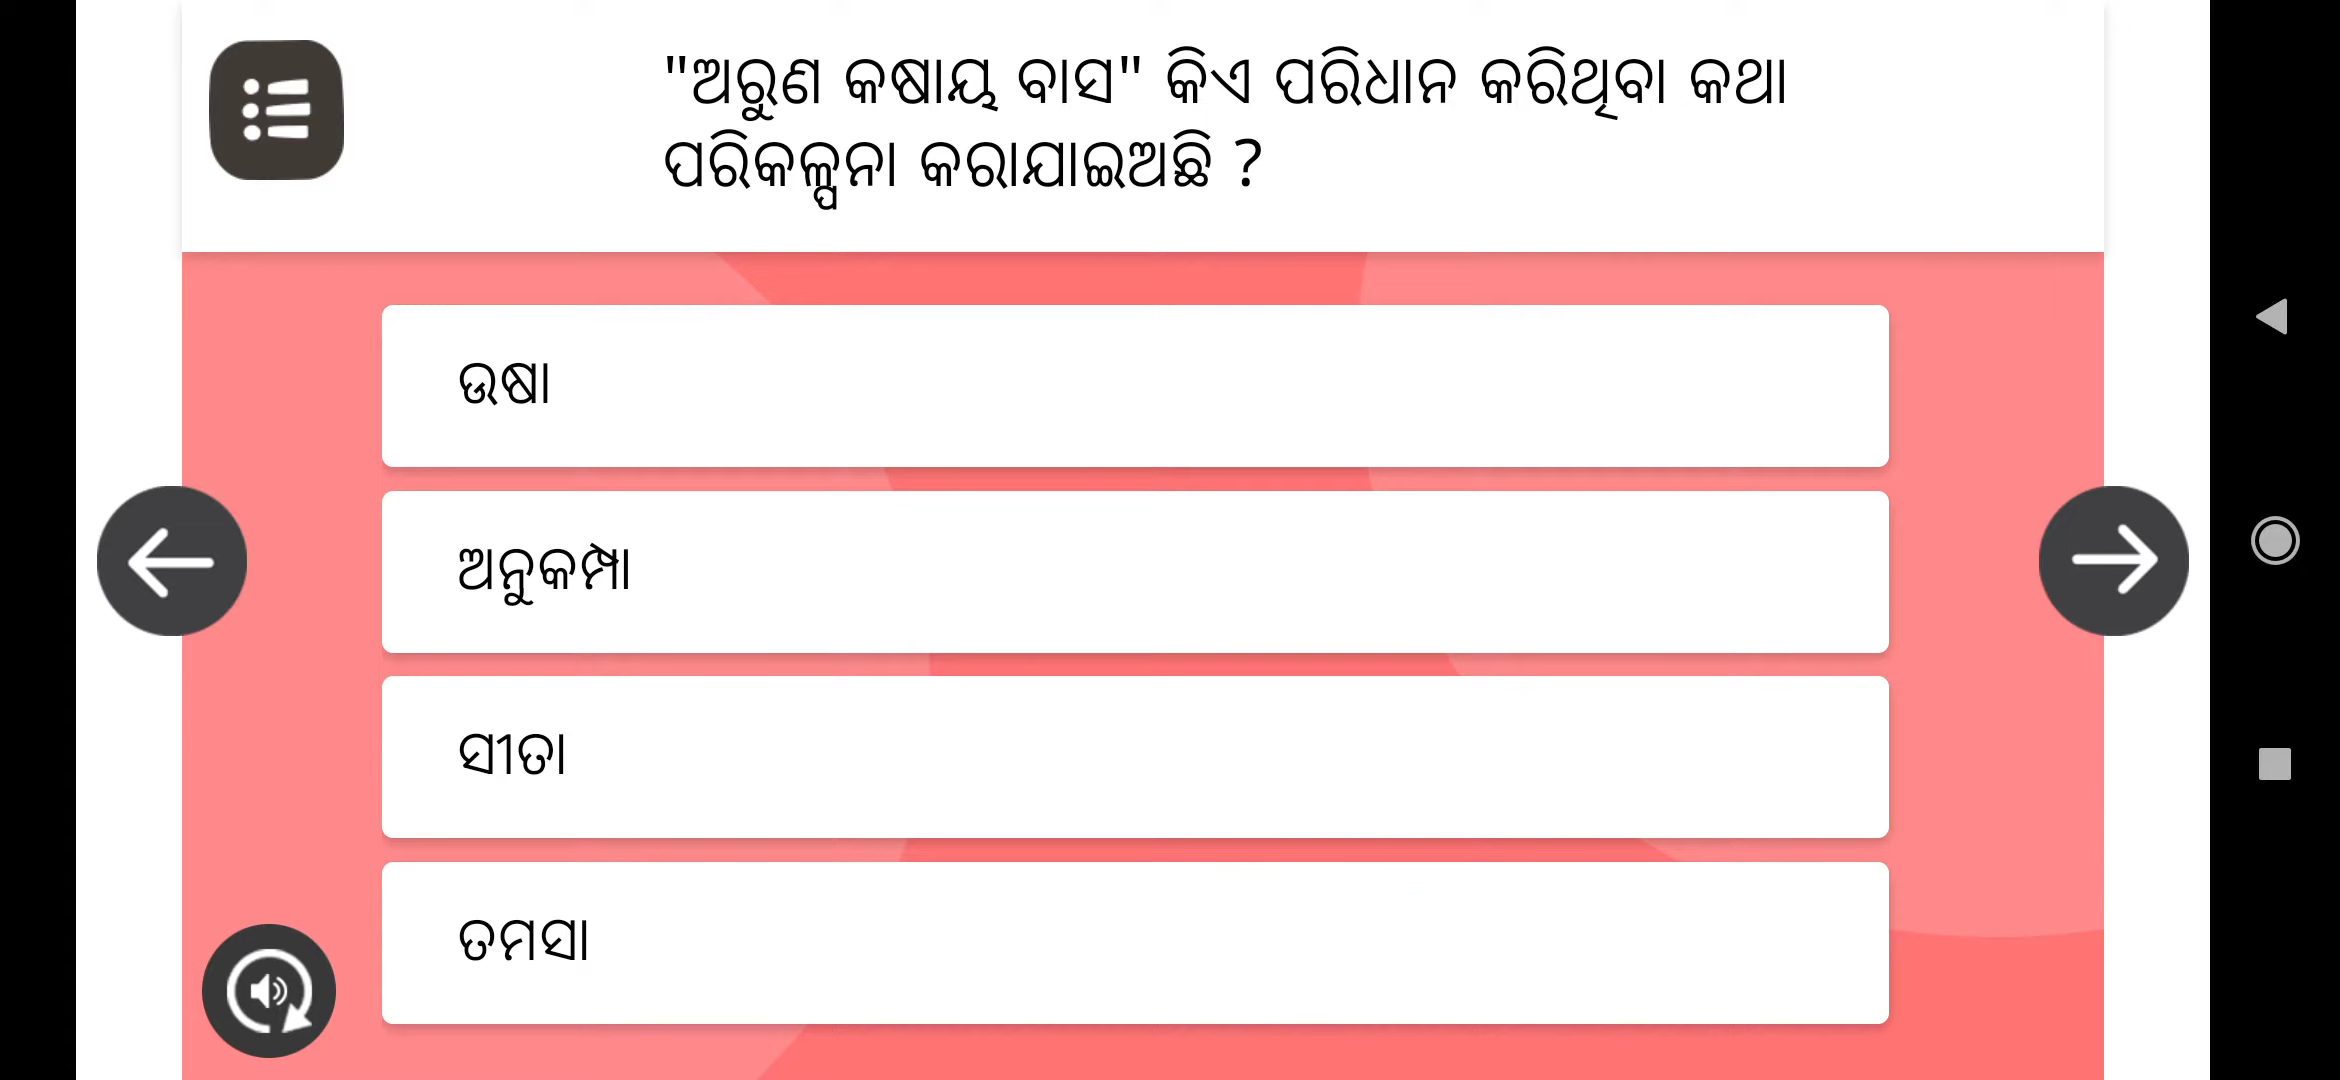 "ଅରୁଣ କଷାୟ ବାସ" କିଏ ପରିଧାନ କରିଥିବା କଥା
ପରିକଳ୍ପନା କରାଯାଇଅଛି ?
ଉଷା
ଅନୁକମ୍ପା
ସୀତା
ତମସା